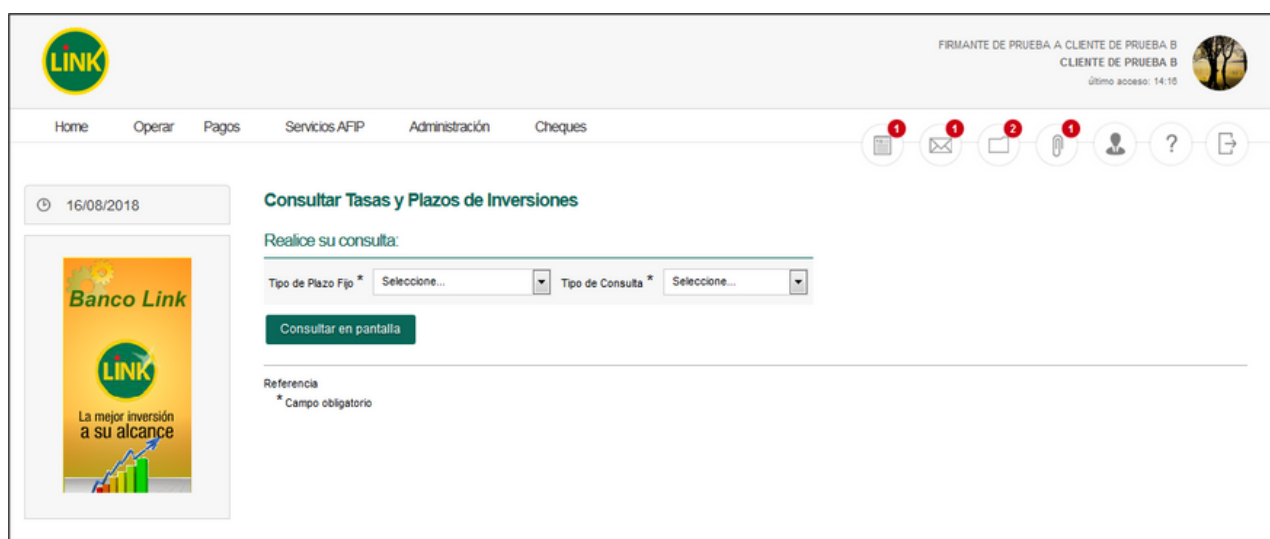 LINK
FIRMANTE DE PRUEBA A CLIENTE DE PRUEBA B
CLIENTE DE PRUEBA B
último acceso: 14:16
Home Operar Pagos Servicios AFIP Administración Cheques
1 1 2 1 ?
16/08/2018
Banco Link
LINK
La mejor inversión
a su alcance
Consultar Tasas y Plazos de Inversiones
Realice su consulta:
Tipo de Plazo Fijo * Seleccione... Tipo de Consulta * Seleccione...
Consultar en pantalla
Referencia
* Campo obligatorio